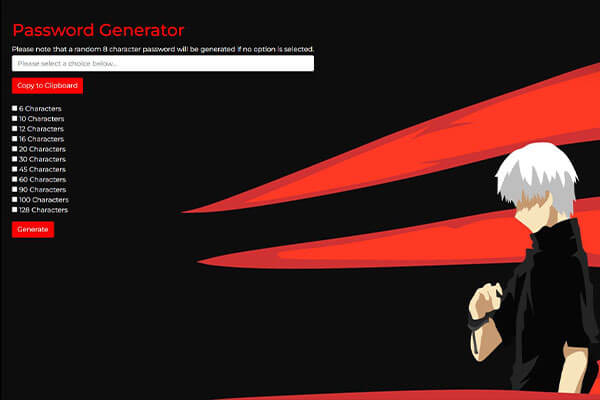 Password Generator
Please note that a random 8 character password will be generated if no option is selected.
Please select a choice below...
Copy to Clipboard
6 Characters
10 Characters
12 Characters
16 Characters
20 Characters
30 Characters
45 Characters
60 Characters
90 Characters
100 Characters
128 Characters
Generate